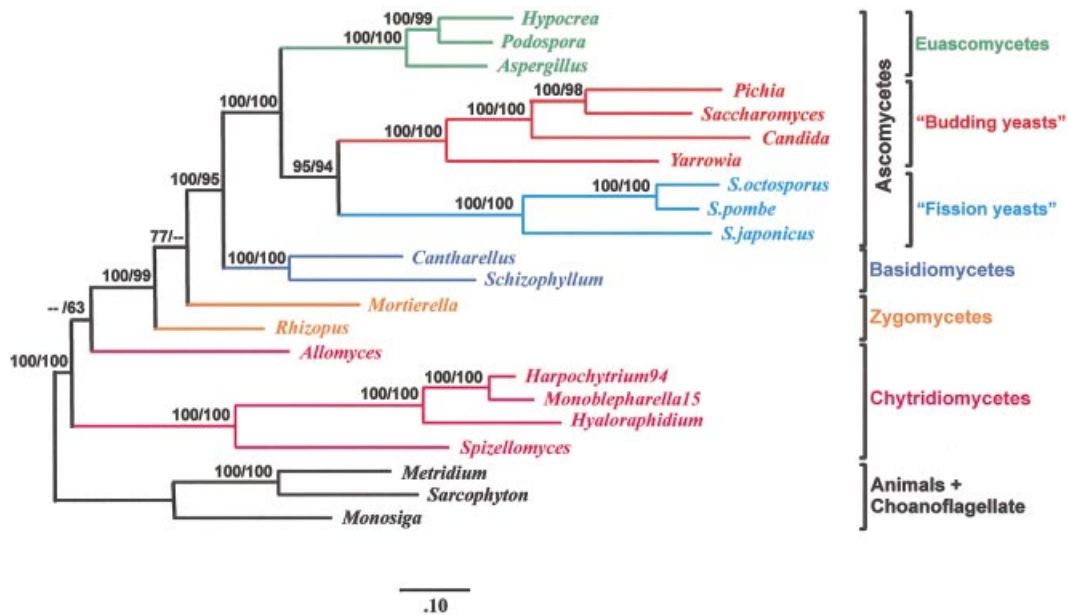 100/99
Hypocrea
100/100
Podospora
Aspergillus
Euascomycetes
100/98
Pichia
100/100
100/100
Saccharomyces
100/100
Candida
"Budding yeasts"
Ascomycetes
95/94
Yarrowia
100/95
100/100
S.octosporus
100/100
S.pombe
"Fission yeasts"
S.japonicus
77/--
100/100
Cantharellus
Schizophyllum
Basidiomycetes
100/99
Mortierella
Zygomycetes
-- /63
Rhizopus
Allomyces
100/100
100/100
Harpochytrium94
100/100
Monoblepharella15
Chytridiomycetes
100/100
Hyaloraphidium
Spizellomyces
100/100
Metridium
Sarcophyton
Monosiga
Animals +
Choanoflagellate
.10